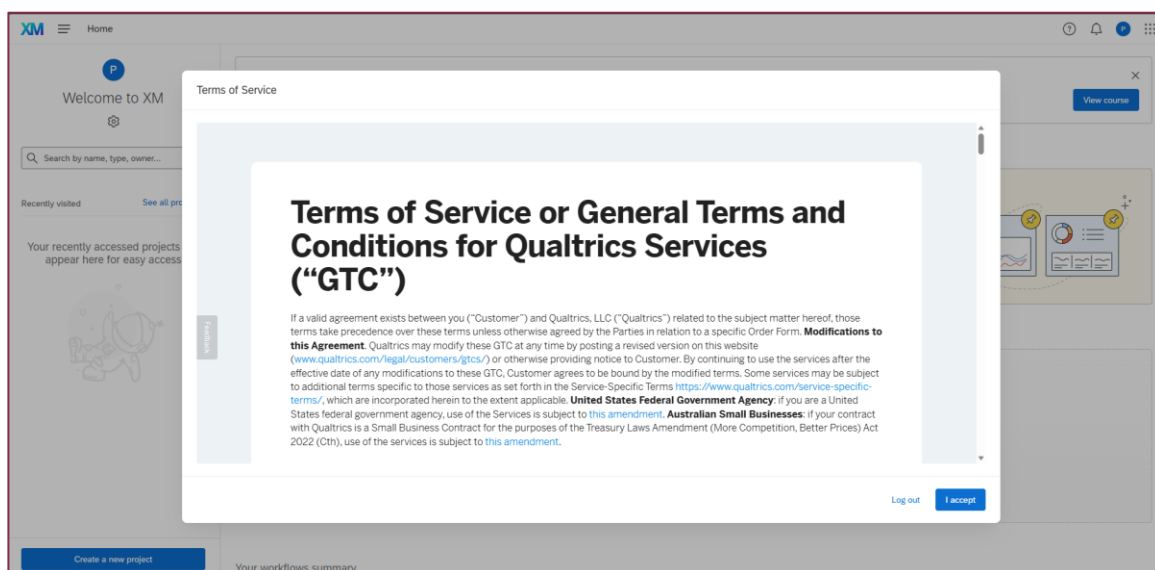 XM Home
P
P
Welcome to XM
Search by name, type, owner...
Recently visited See all pro
Your recently accessed projects
appear here for easy access
Create a new project
View course
Terms of Service
Terms of Service or General Terms and
Conditions for Qualtrics Services
(“GTC”)
If a valid agreement exists between you (“Customer”) and Qualtrics, LLC (“Qualtrics”) related to the subject matter hereof, those
terms take precedence over these terms unless otherwise agreed by the Parties in relation to a specific Order Form. Modifications to
this Agreement. Qualtrics may modify these GTC at any time by posting a revised version on this website
(www.qualtrics.com/legal/customers/gtcs/) or otherwise providing notice to Customer. By continuing to use the services after the
effective date of any modifications to these GTC, Customer agrees to be bound by the modified terms. Some services may be subject
to additional terms specific to those services as set forth in the Service-Specific Terms https://www.qualtrics.com/service-specific-
terms/, which are incorporated herein to the extent applicable. United States Federal Government Agency: if you are a United
States federal government agency, use of the Services is subject to this amendment. Australian Small Businesses: if your contract
with Qualtrics is a Small Business Contract for the purposes of the Treasury Laws Amendment (More Competition, Better Prices) Act
2022 (Cth), use of the services is subject to this amendment.
Feedback
Log out I accept
Your workflows summary